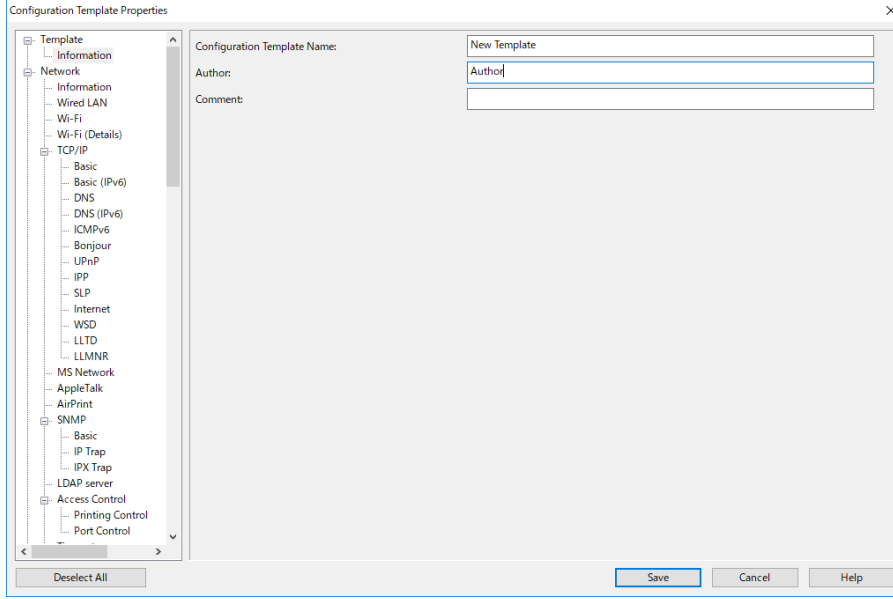 Configuration Template Properties
Template
Information
Network
Information
Wired LAN
Wi-Fi
Wi-Fi (Details)
TCP/IP
Basic
Basic (IPv6)
DNS
DNS (IPv6)
ICMPv6
Bonjour
UPnP
IPP
SLP
Internet
WSD
LLTD
LLMNR
MS Network
AppleTalk
AirPrint
SNMP
Basic
IP Trap
IPX Trap
LDAP server
Access Control
Printing Control
Port Control
Configuration Template Name: New Template
Author: Author
Comment:
Deselect All Save Cancel Help